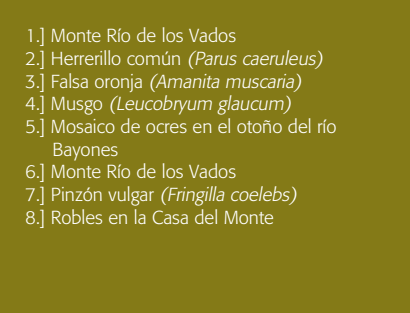 1.] Monte Río de los Vados
2.] Herrerillo común (Parus caeruleus)
3.] Falsa oronja (Amanita muscaria)
4.] Musgo (Leucobryum glaucum)
5.] Mosaico de ocres en el otoño del río
Bayones
6.] Monte Río de los Vados
7.] Pinzón vulgar (Fringilla coelebs)
8.] Robles en la Casa del Monte